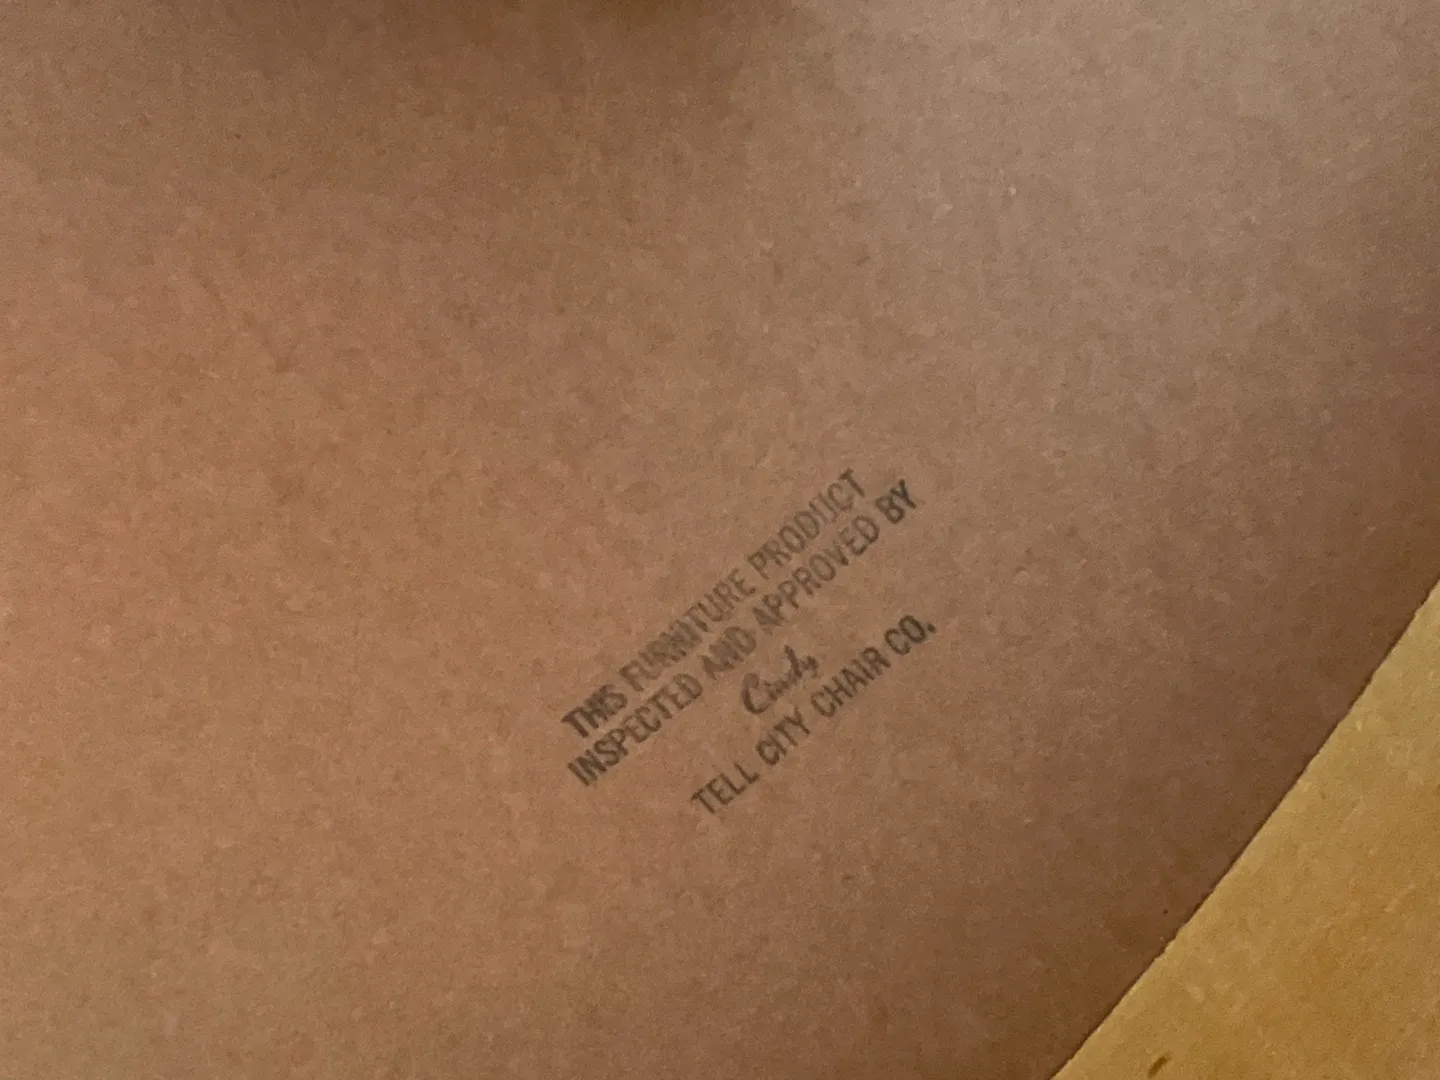 THIS FURNITURE PRODUCT
INSPECTED AND APPROVED BY
Cindy
TELL CITY CHAIR CO.